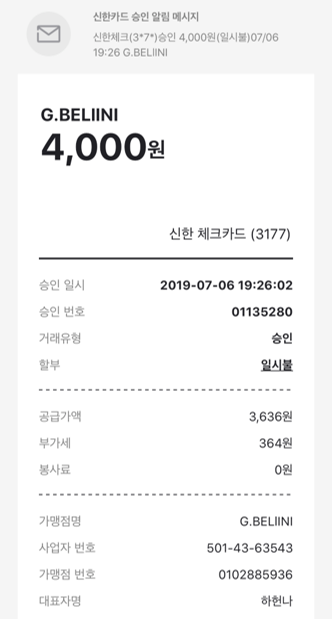 신한카드 승인 알림 메시지
신한체크(3*7*)승인 4,000원(일시불)07/06
19:26 G.BELIINI
G.BELIINI
4,000원
신한 체크카드 (3177)
승인 일시 2019-07-06 19:26:02
승인 번호 01135280
거래유형 승인
할부 일시불
공급가액 3,636원
부가세 364원
봉사료 0원
가맹점명 G.BELIINI
사업자 번호 501-43-63543
가맹점 번호 0102885936
대표자명 하헌나